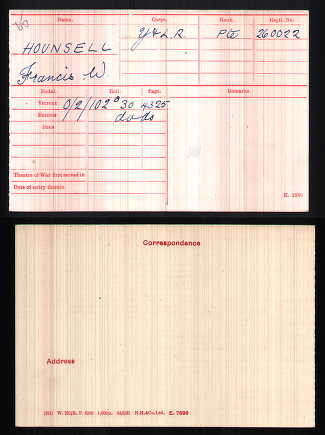 Name. Corps. Rank. Regtl. No.
HOUNSELL Y & L.R. Pte 260022
Francis W.
Medal. Roll. Page. Remarks.
Victory O/2/102 B 30 4325
British do do
Star
Theatre of War first served in
Date of entry therein
K. 1380
Correspondence
Address